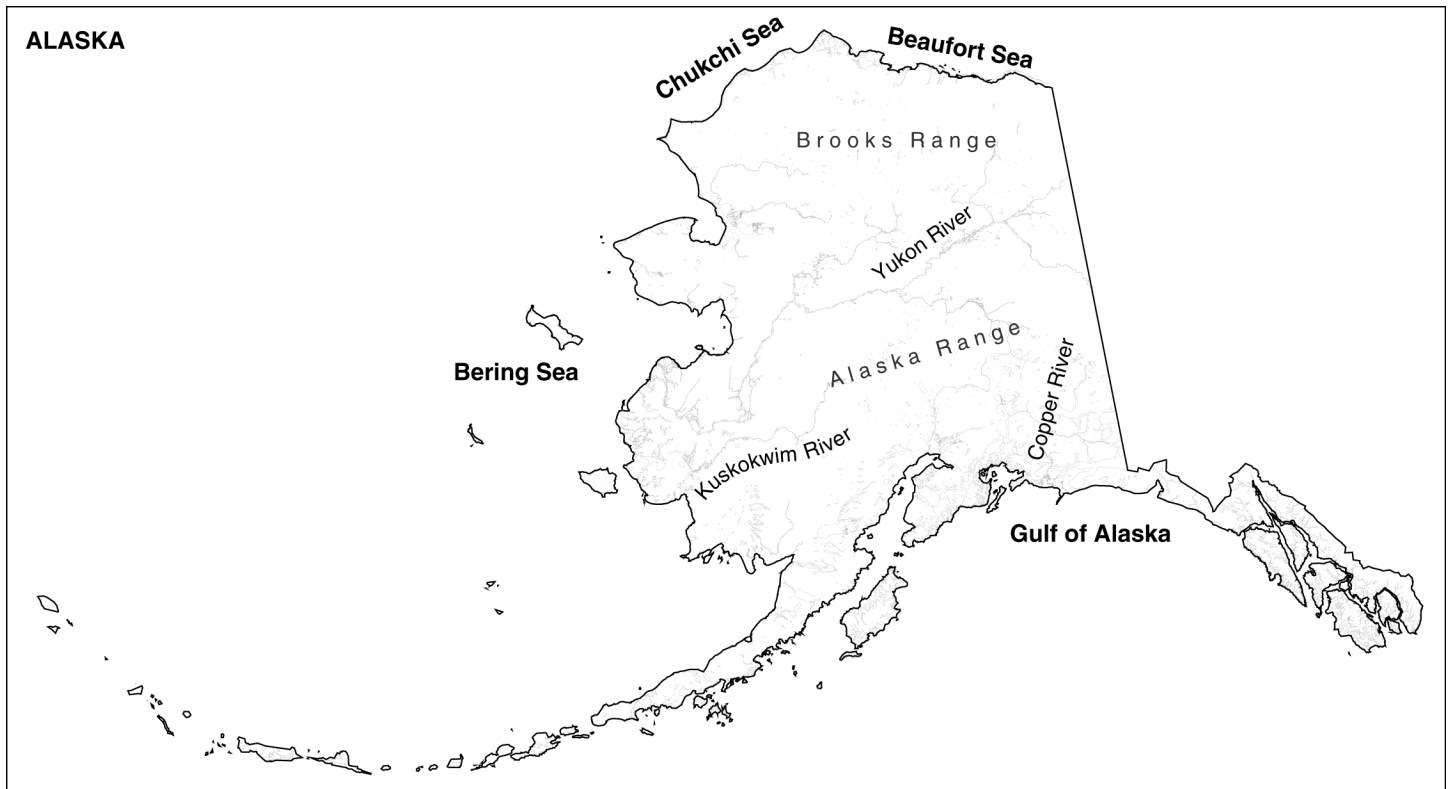 ALASKA
Chukchi Sea
Beaufort Sea
Brooks Range
Yukon River
Alaska Range
Bering Sea
Copper River
Kuskokwim River
Gulf of Alaska